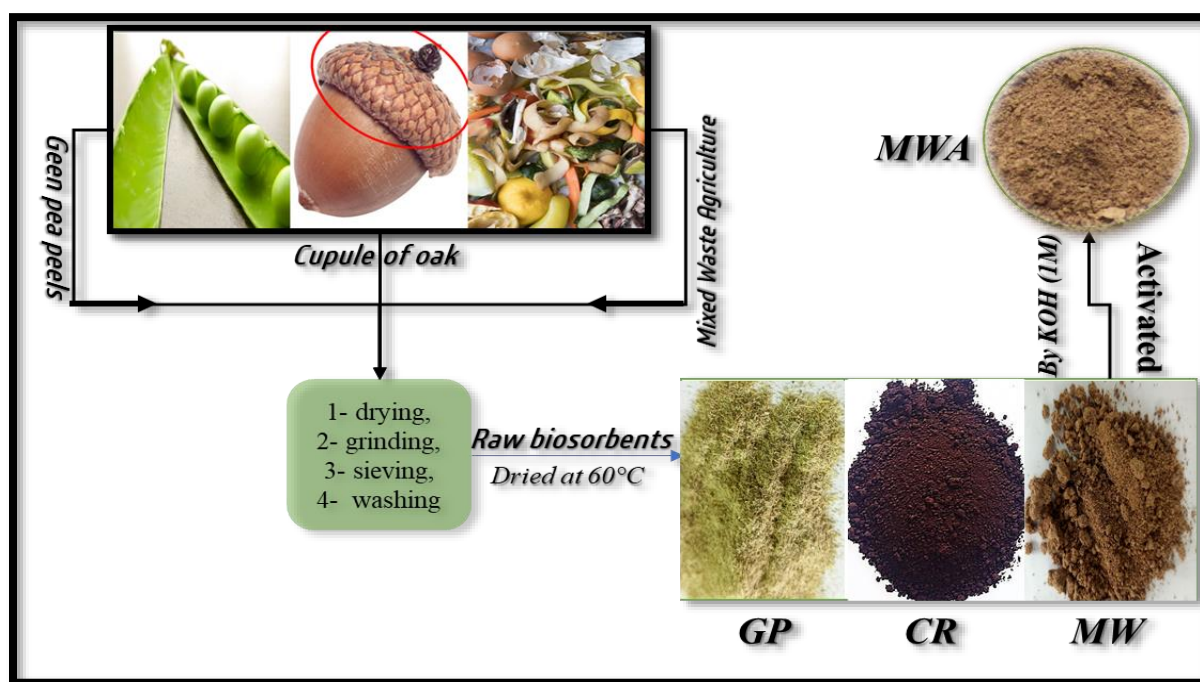 Geen pea peels
Cupule of oak
Mixed Waste Agriculture
1- drying,
2- grinding,
3- sieving,
4- washing
Raw biosorbents
Dried at 60°C
GP
CR
MW
By KOH (1M)
Activated
MWA